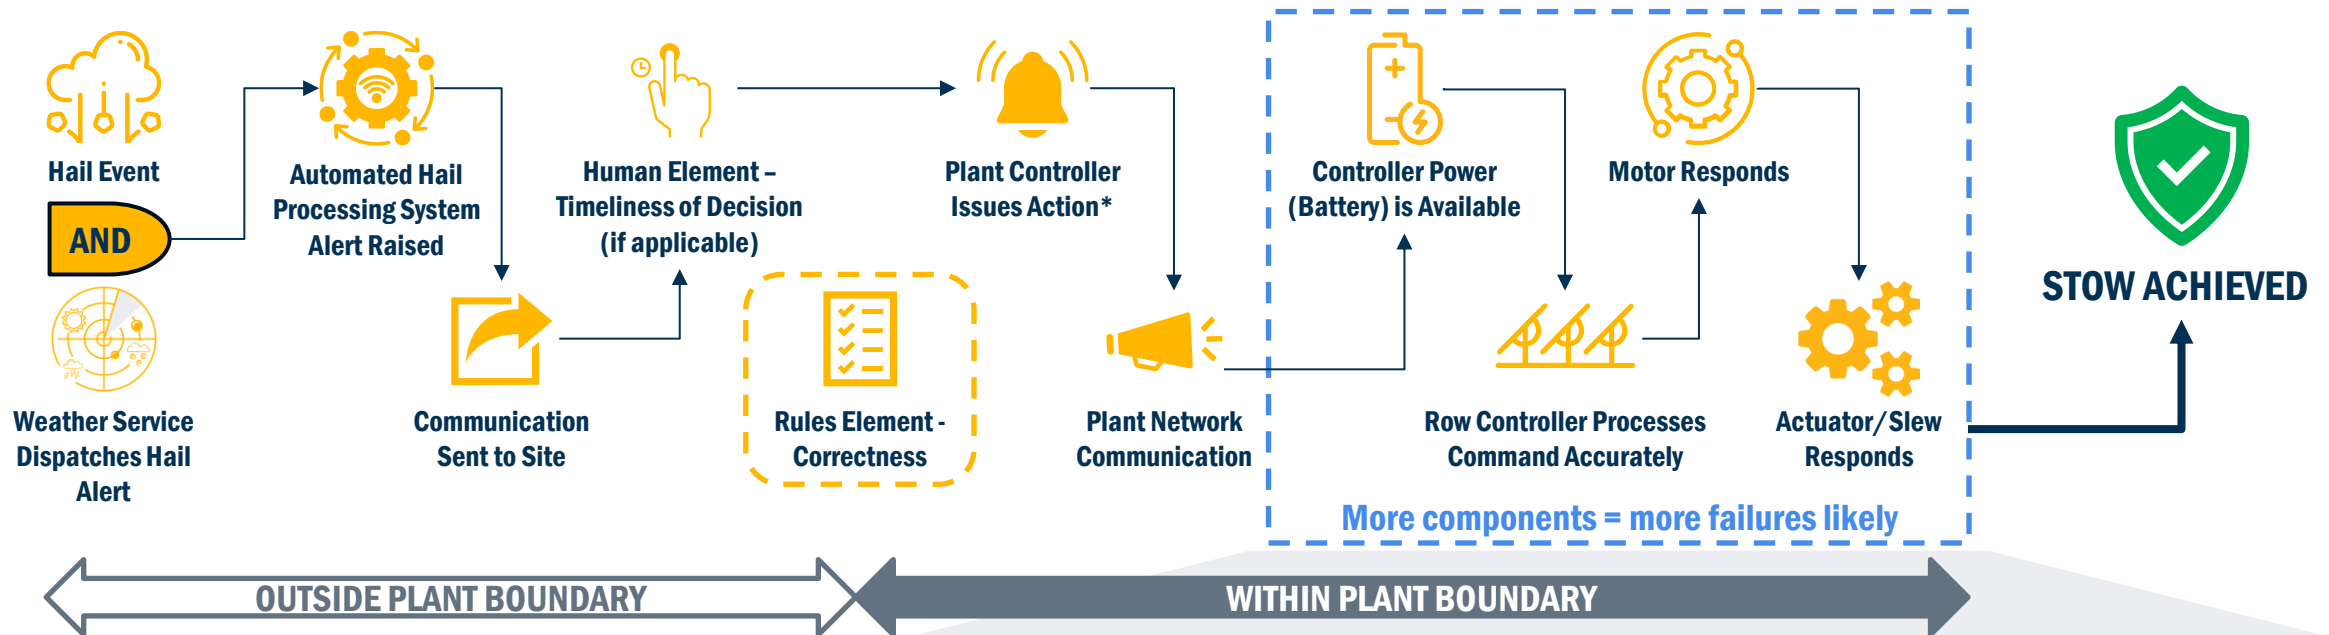 Hail Event
AND
Weather Service
Dispatches Hail
Alert
Automated Hail
Processing System
Alert Raised
Communication
Sent to Site
Human Element –
Timeliness of Decision
(if applicable)
Rules Element -
Correctness
Plant Controller
Issues Action*
Plant Network
Communication
Controller Power
(Battery) is Available
Row Controller Processes
Command Accurately
Motor Responds
Actuator/Slew
Responds
More components = more failures likely
STOW ACHIEVED
OUTSIDE PLANT BOUNDARY
WITHIN PLANT BOUNDARY